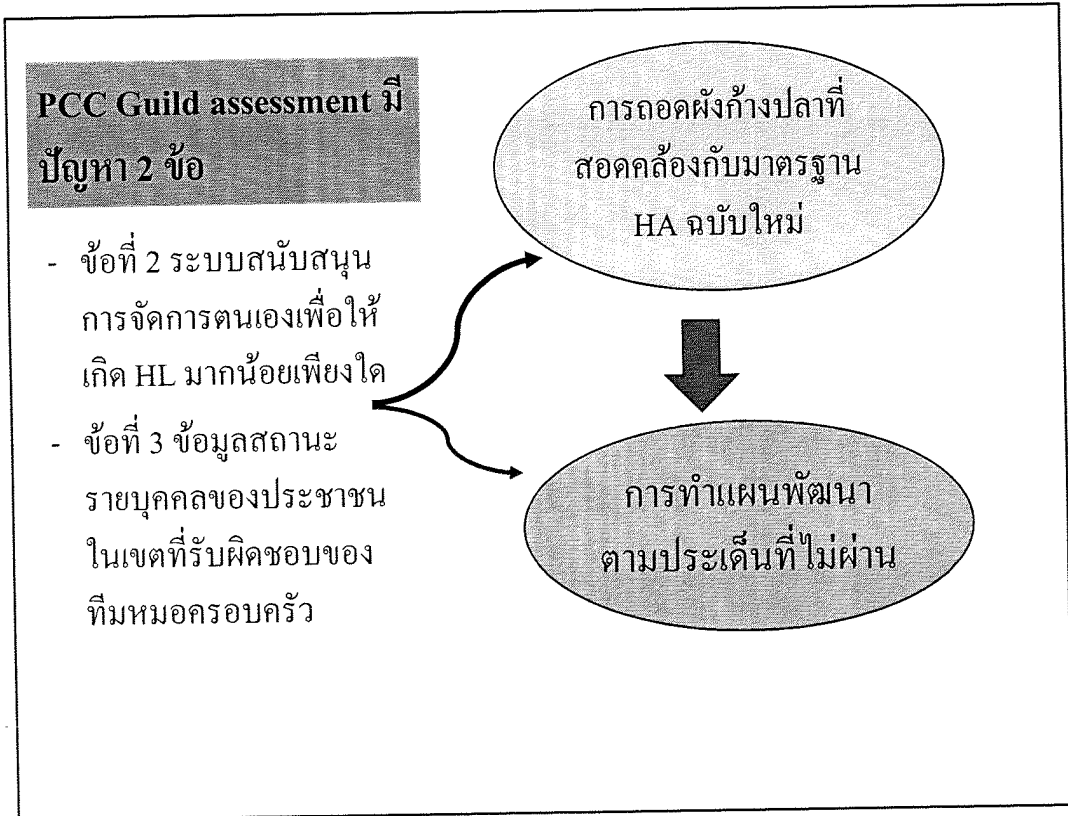 PCC Guild assessment มี
ปัญหา 2 ข้อ
- ข้อที่ 2 ระบบสนับสนุน
การจัดการตนเองเพื่อให้
เกิด HL มากน้อยเพียงใด
- ข้อที่ 3 ข้อมูลสถานะ
รายบุคคลของประชาชน
ในเขตที่รับผิดชอบของ
ทีมหมอครอบครัว
การถอดผังก้างปลาที่
สอดคล้องกับมาตรฐาน
HA ฉบับใหม่
การทำแผนพัฒนา
ตามประเด็นที่ไม่ผ่าน